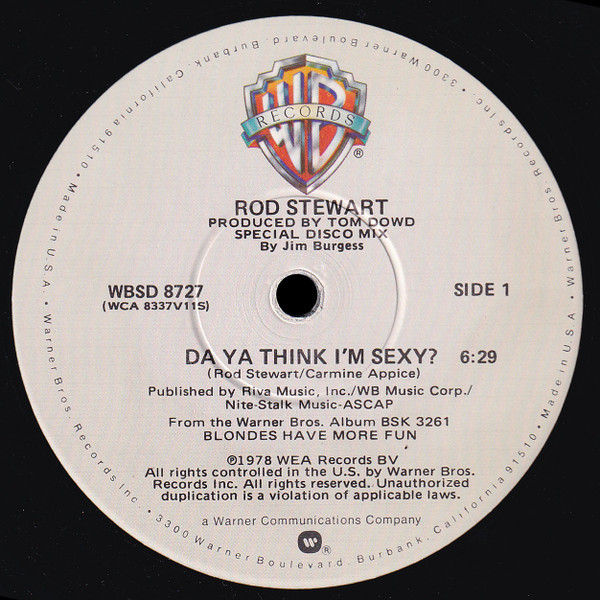 WB
RECORDS
®
ROD STEWART
PRODUCED BY TOM DOWD
SPECIAL DISCO MIX
By Jim Burgess
WBSD 8727
(WCA 8337V11S)
SIDE 1
DA YA THINK I'M SEXY? 6:29
(Rod Stewart/Carmine Appice)
Published by Riva Music, Inc./WB Music Corp./
Nite-Stalk Music-ASCAP
From the Warner Bros. Album BSK 3261
BLONDES HAVE MORE FUN
℗1978 WEA Records BV
All rights controlled in the U.S. by Warner Bros.
Records Inc. All rights reserved. Unauthorized
duplication is a violation of applicable laws.
a Warner Communications Company
W®
Warner Bros. Records Inc. • 3300 Warner Boulevard, Burbank, California 91510 • Made in U.S.A. • Warner Bros. Records Inc. • 3300 Warner Boulevard, Burbank, California 91510 • Made in U.S.A. •